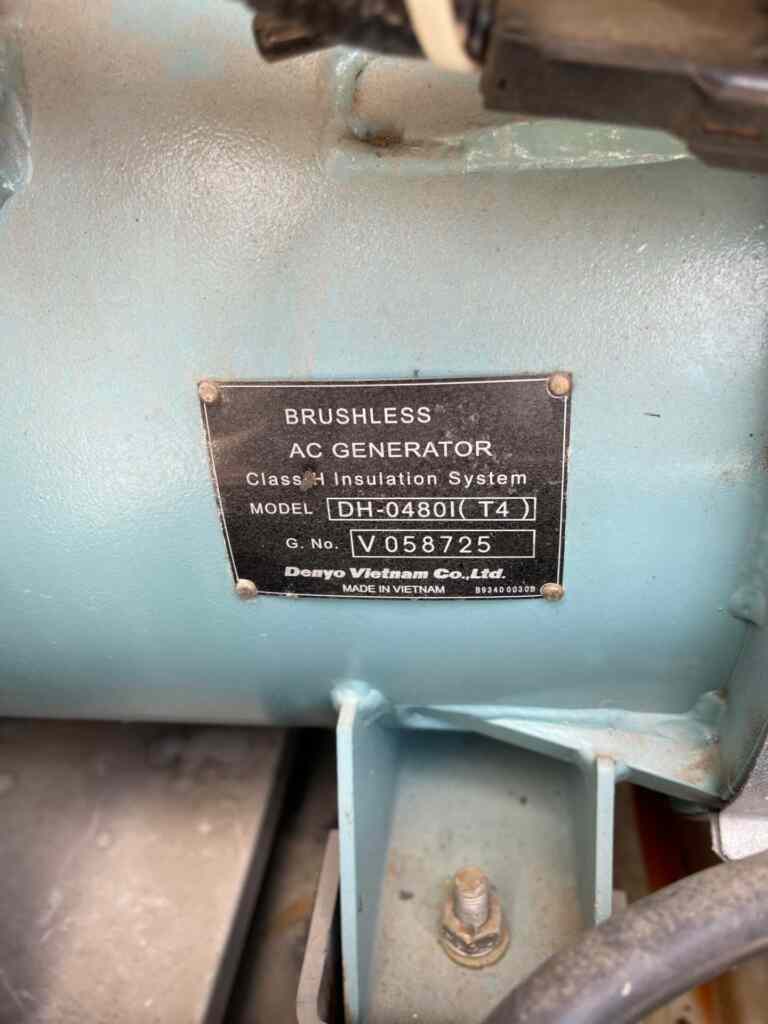 BRUSHLESS
AC GENERATOR
Class H Insulation System
MODEL DH-0480I(T4)
G. No. V058725
Denyo Vietnam Co.,Ltd.
MADE IN VIETNAM B93400030B